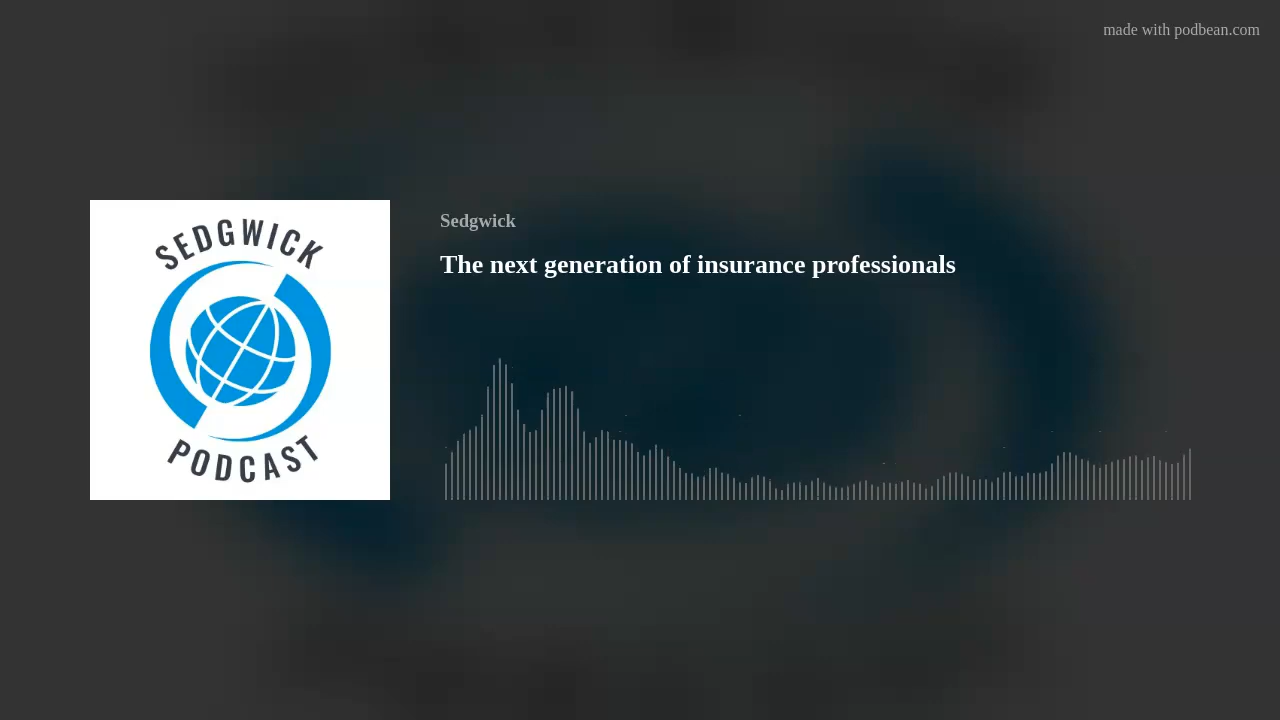 made with podbean.com
SEDGWICK
PODCAST
Sedgwick
The next generation of insurance professionals